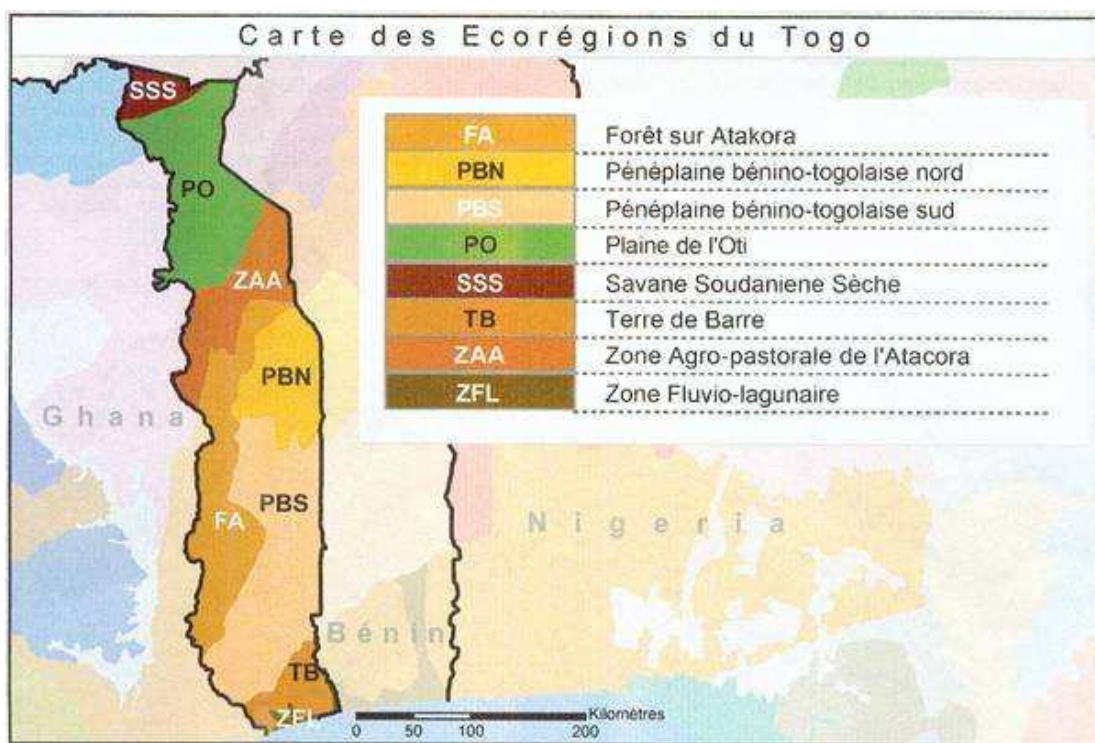 Carte des Ecorégions du Togo
SSS
PO
ZAA
PBN
PBS
FA
TB
ZFL
FA Forêt sur Atakora
PBN Pénéplaine bénino-togolaise nord
PBS Pénéplaine bénino-togolaise sud
PO Plaine de l'Oti
SSS Savane Soudaniene Sèche
TB Terre de Barre
ZAA Zone Agro-pastorale de l'Atacora
ZFL Zone Fluvio-lagunaire
Ghana
Nigeria
Bénin
Kilomètres
0 50 100 200